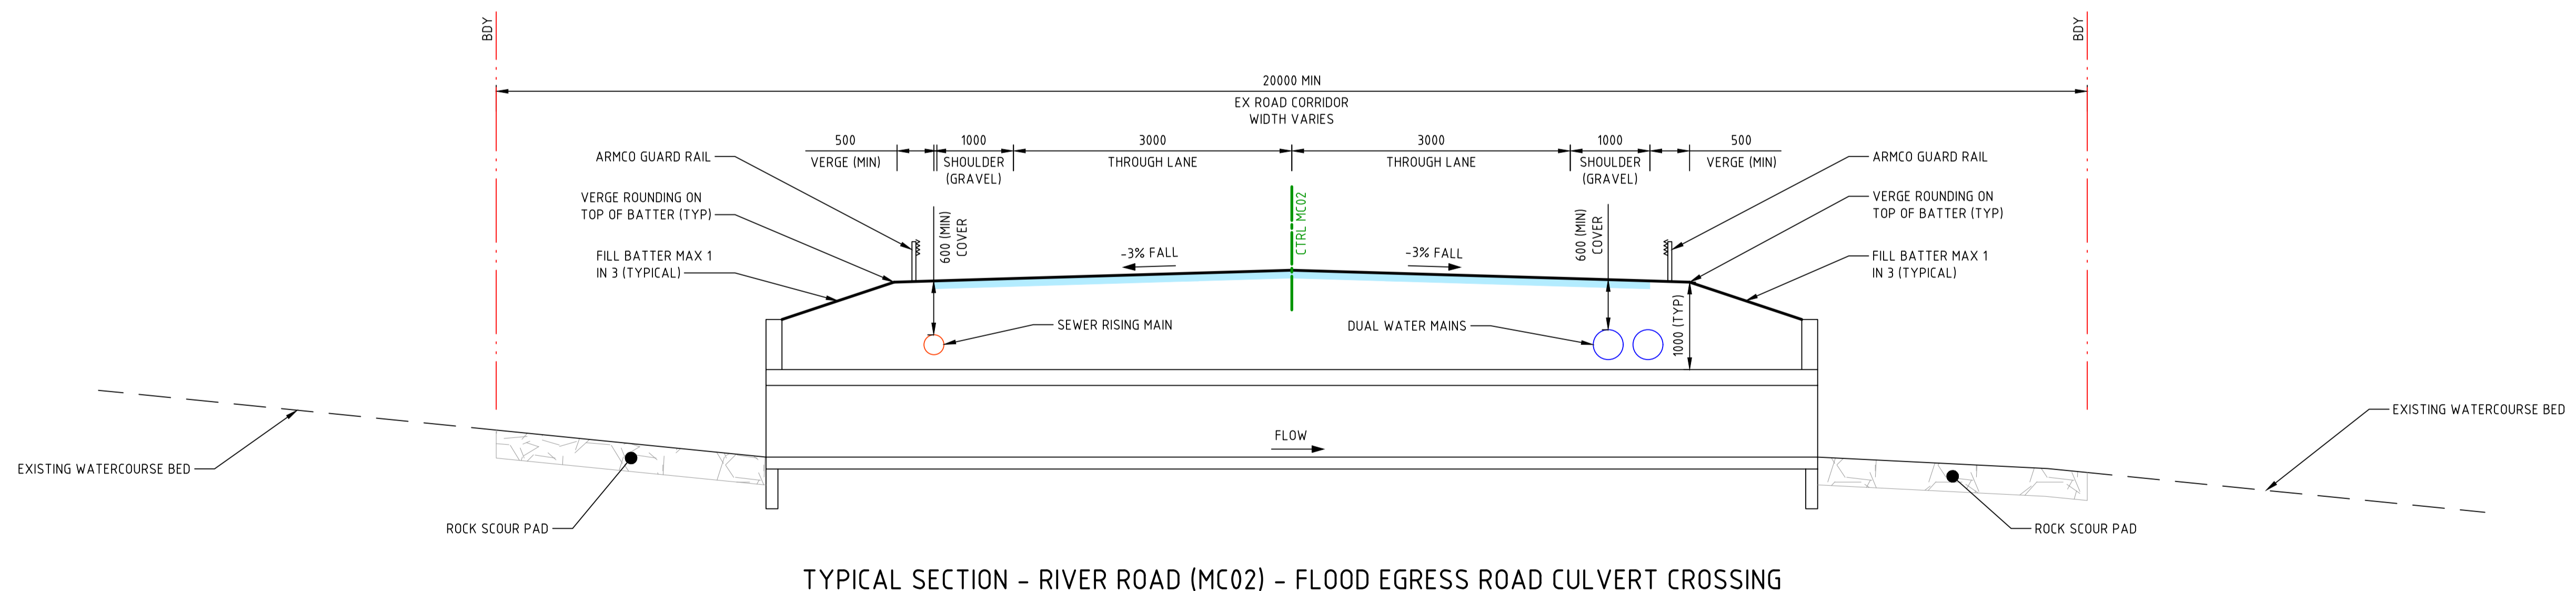 BDY
BDY
20000 MIN
EX ROAD CORRIDOR
WIDTH VARIES
500
VERGE (MIN)
1000
SHOULDER
(GRAVEL)
3000
THROUGH LANE
3000
THROUGH LANE
1000
SHOULDER
(GRAVEL)
500
VERGE (MIN)
ARMCO GUARD RAIL
VERGE ROUNDING ON
TOP OF BATTER (TYP)
FILL BATTER MAX 1
IN 3 (TYPICAL)
600 (MIN)
COVER
-3% FALL
CTRL MC02
-3% FALL
600 (MIN)
COVER
ARMCO GUARD RAIL
VERGE ROUNDING ON
TOP OF BATTER (TYP)
FILL BATTER MAX 1
IN 3 (TYPICAL)
SEWER RISING MAIN
DUAL WATER MAINS
1000 (TYP)
EXISTING WATERCOURSE BED
FLOW
EXISTING WATERCOURSE BED
ROCK SCOUR PAD
ROCK SCOUR PAD
TYPICAL SECTION - RIVER ROAD (MC02) - FLOOD EGRESS ROAD CULVERT CROSSING